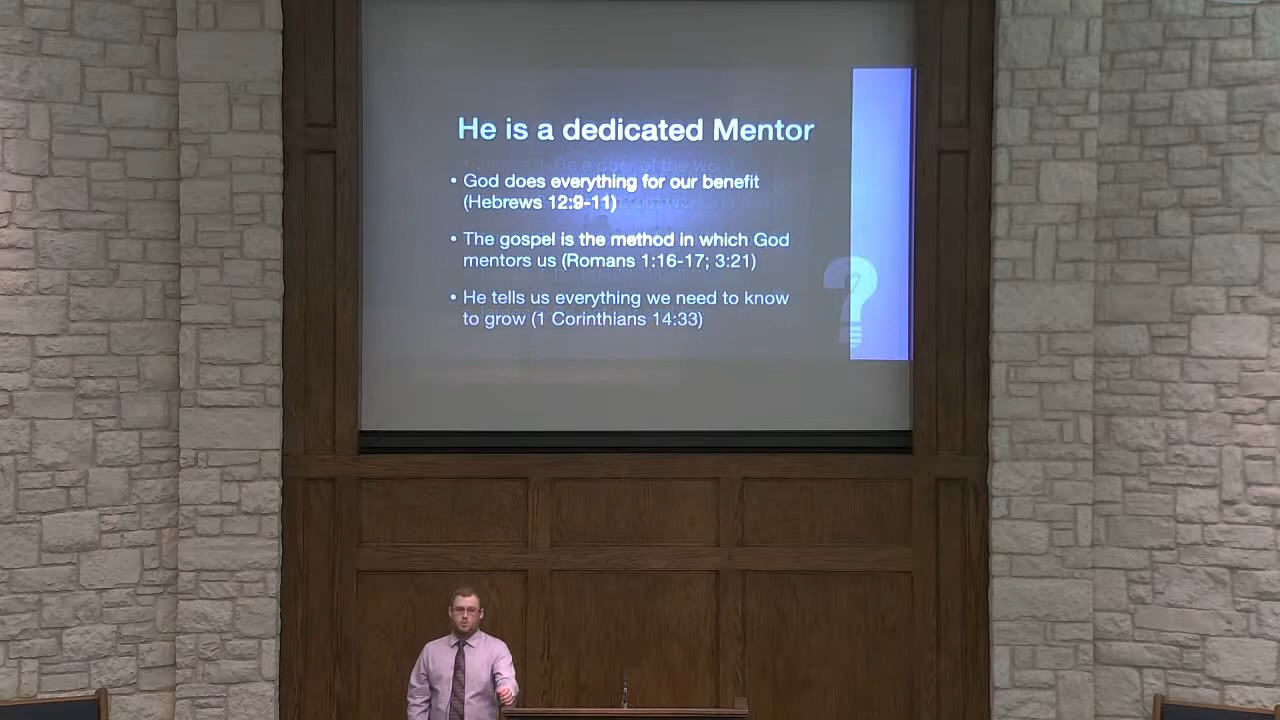 He is a dedicated Mentor
• God does everything for our benefit
(Hebrews 12:9-11)
• The gospel is the method in which God
mentors us (Romans 1:16-17; 3:21)
• He tells us everything we need to know
to grow (1 Corinthians 14:33)
?